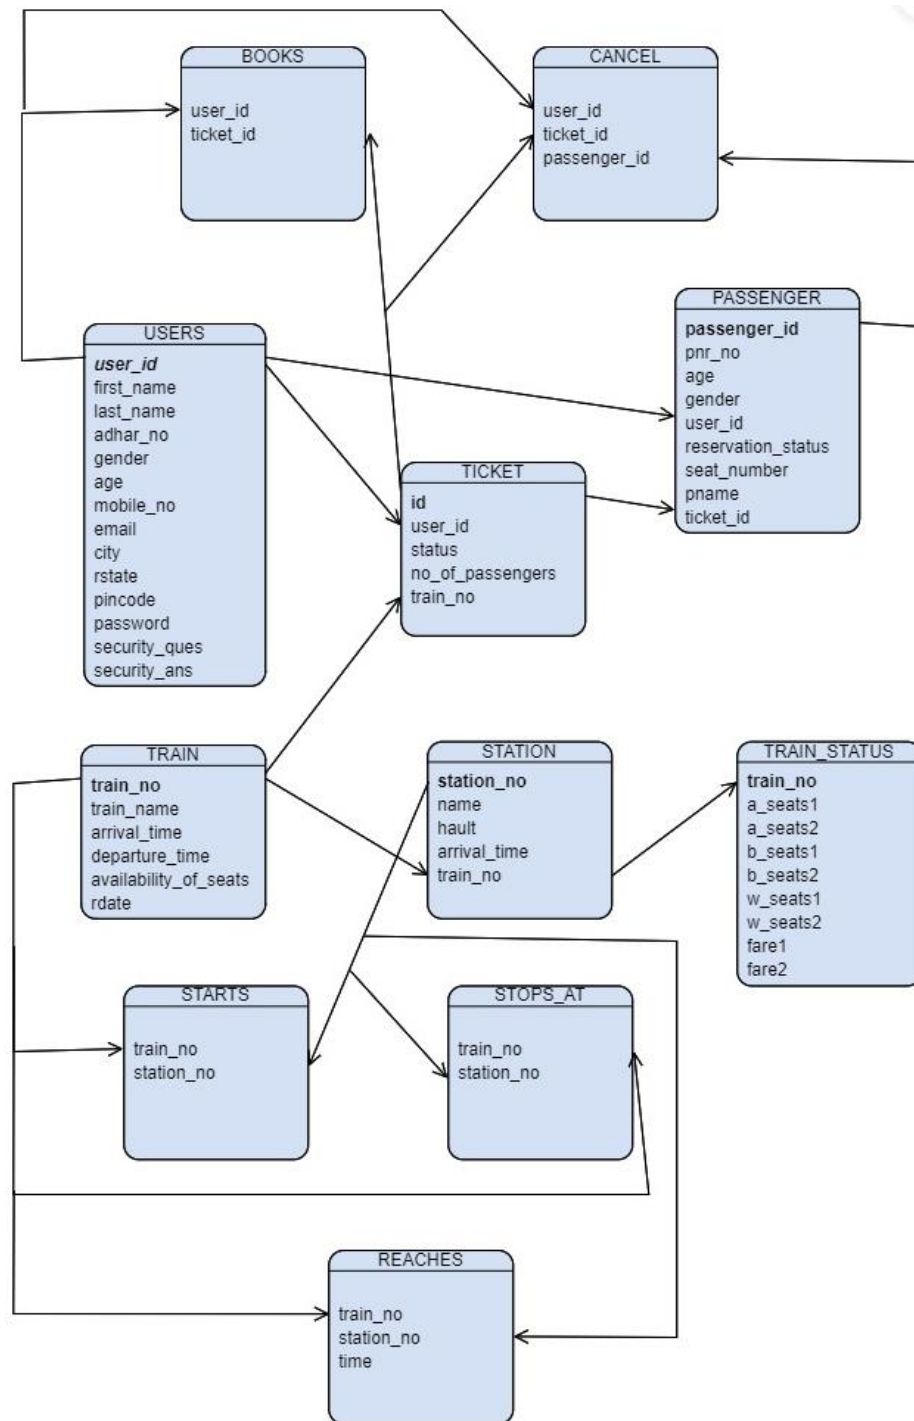 BOOKS
user_id
ticket_id
CANCEL
user_id
ticket_id
passenger_id
USERS
user_id
first_name
last_name
adhar_no
gender
age
mobile_no
email
city
rstate
pincode
password
security_ques
security_ans
PASSENGER
passenger_id
pnr_no
age
gender
user_id
reservation_status
seat_number
pname
ticket_id
TICKET
id
user_id
status
no_of_passengers
train_no
TRAIN
train_no
train_name
arrival_time
departure_time
availability_of_seats
rdate
STATION
station_no
name
hault
arrival_time
train_no
TRAIN_STATUS
train_no
a_seats1
a_seats2
b_seats1
b_seats2
w_seats1
w_seats2
fare1
fare2
STARTS
train_no
station_no
STOPS_AT
train_no
station_no
REACHES
train_no
station_no
time